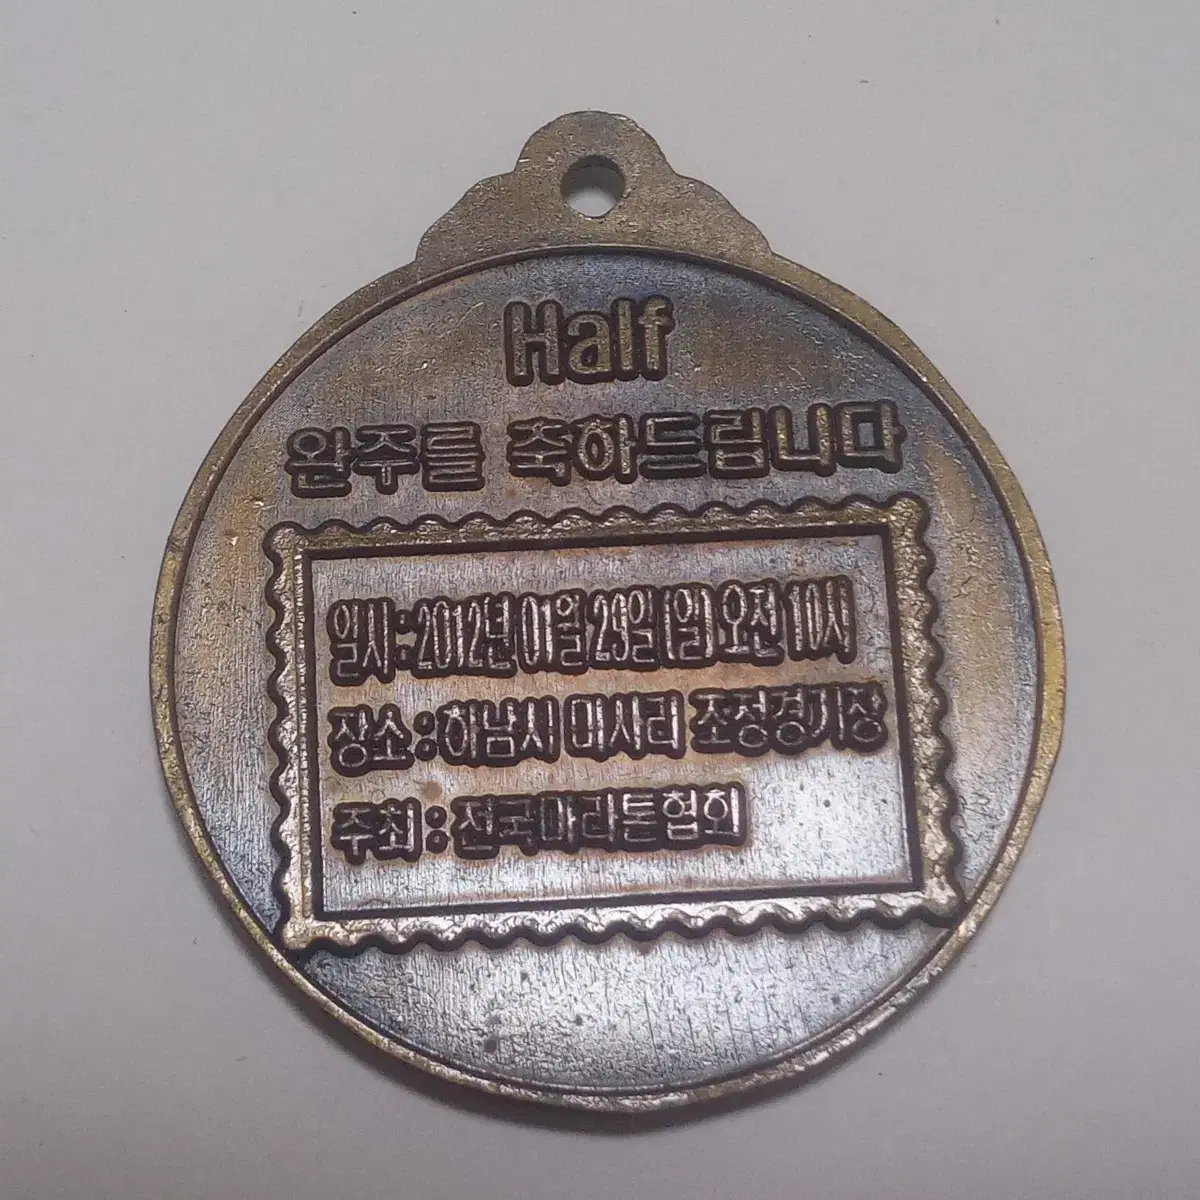 Half
완주를 축하드립니다
일시:2012년 01월 29일(일) 오전 10시
장소:하남시 미사리 조정경기장
주최:전국마라톤협회